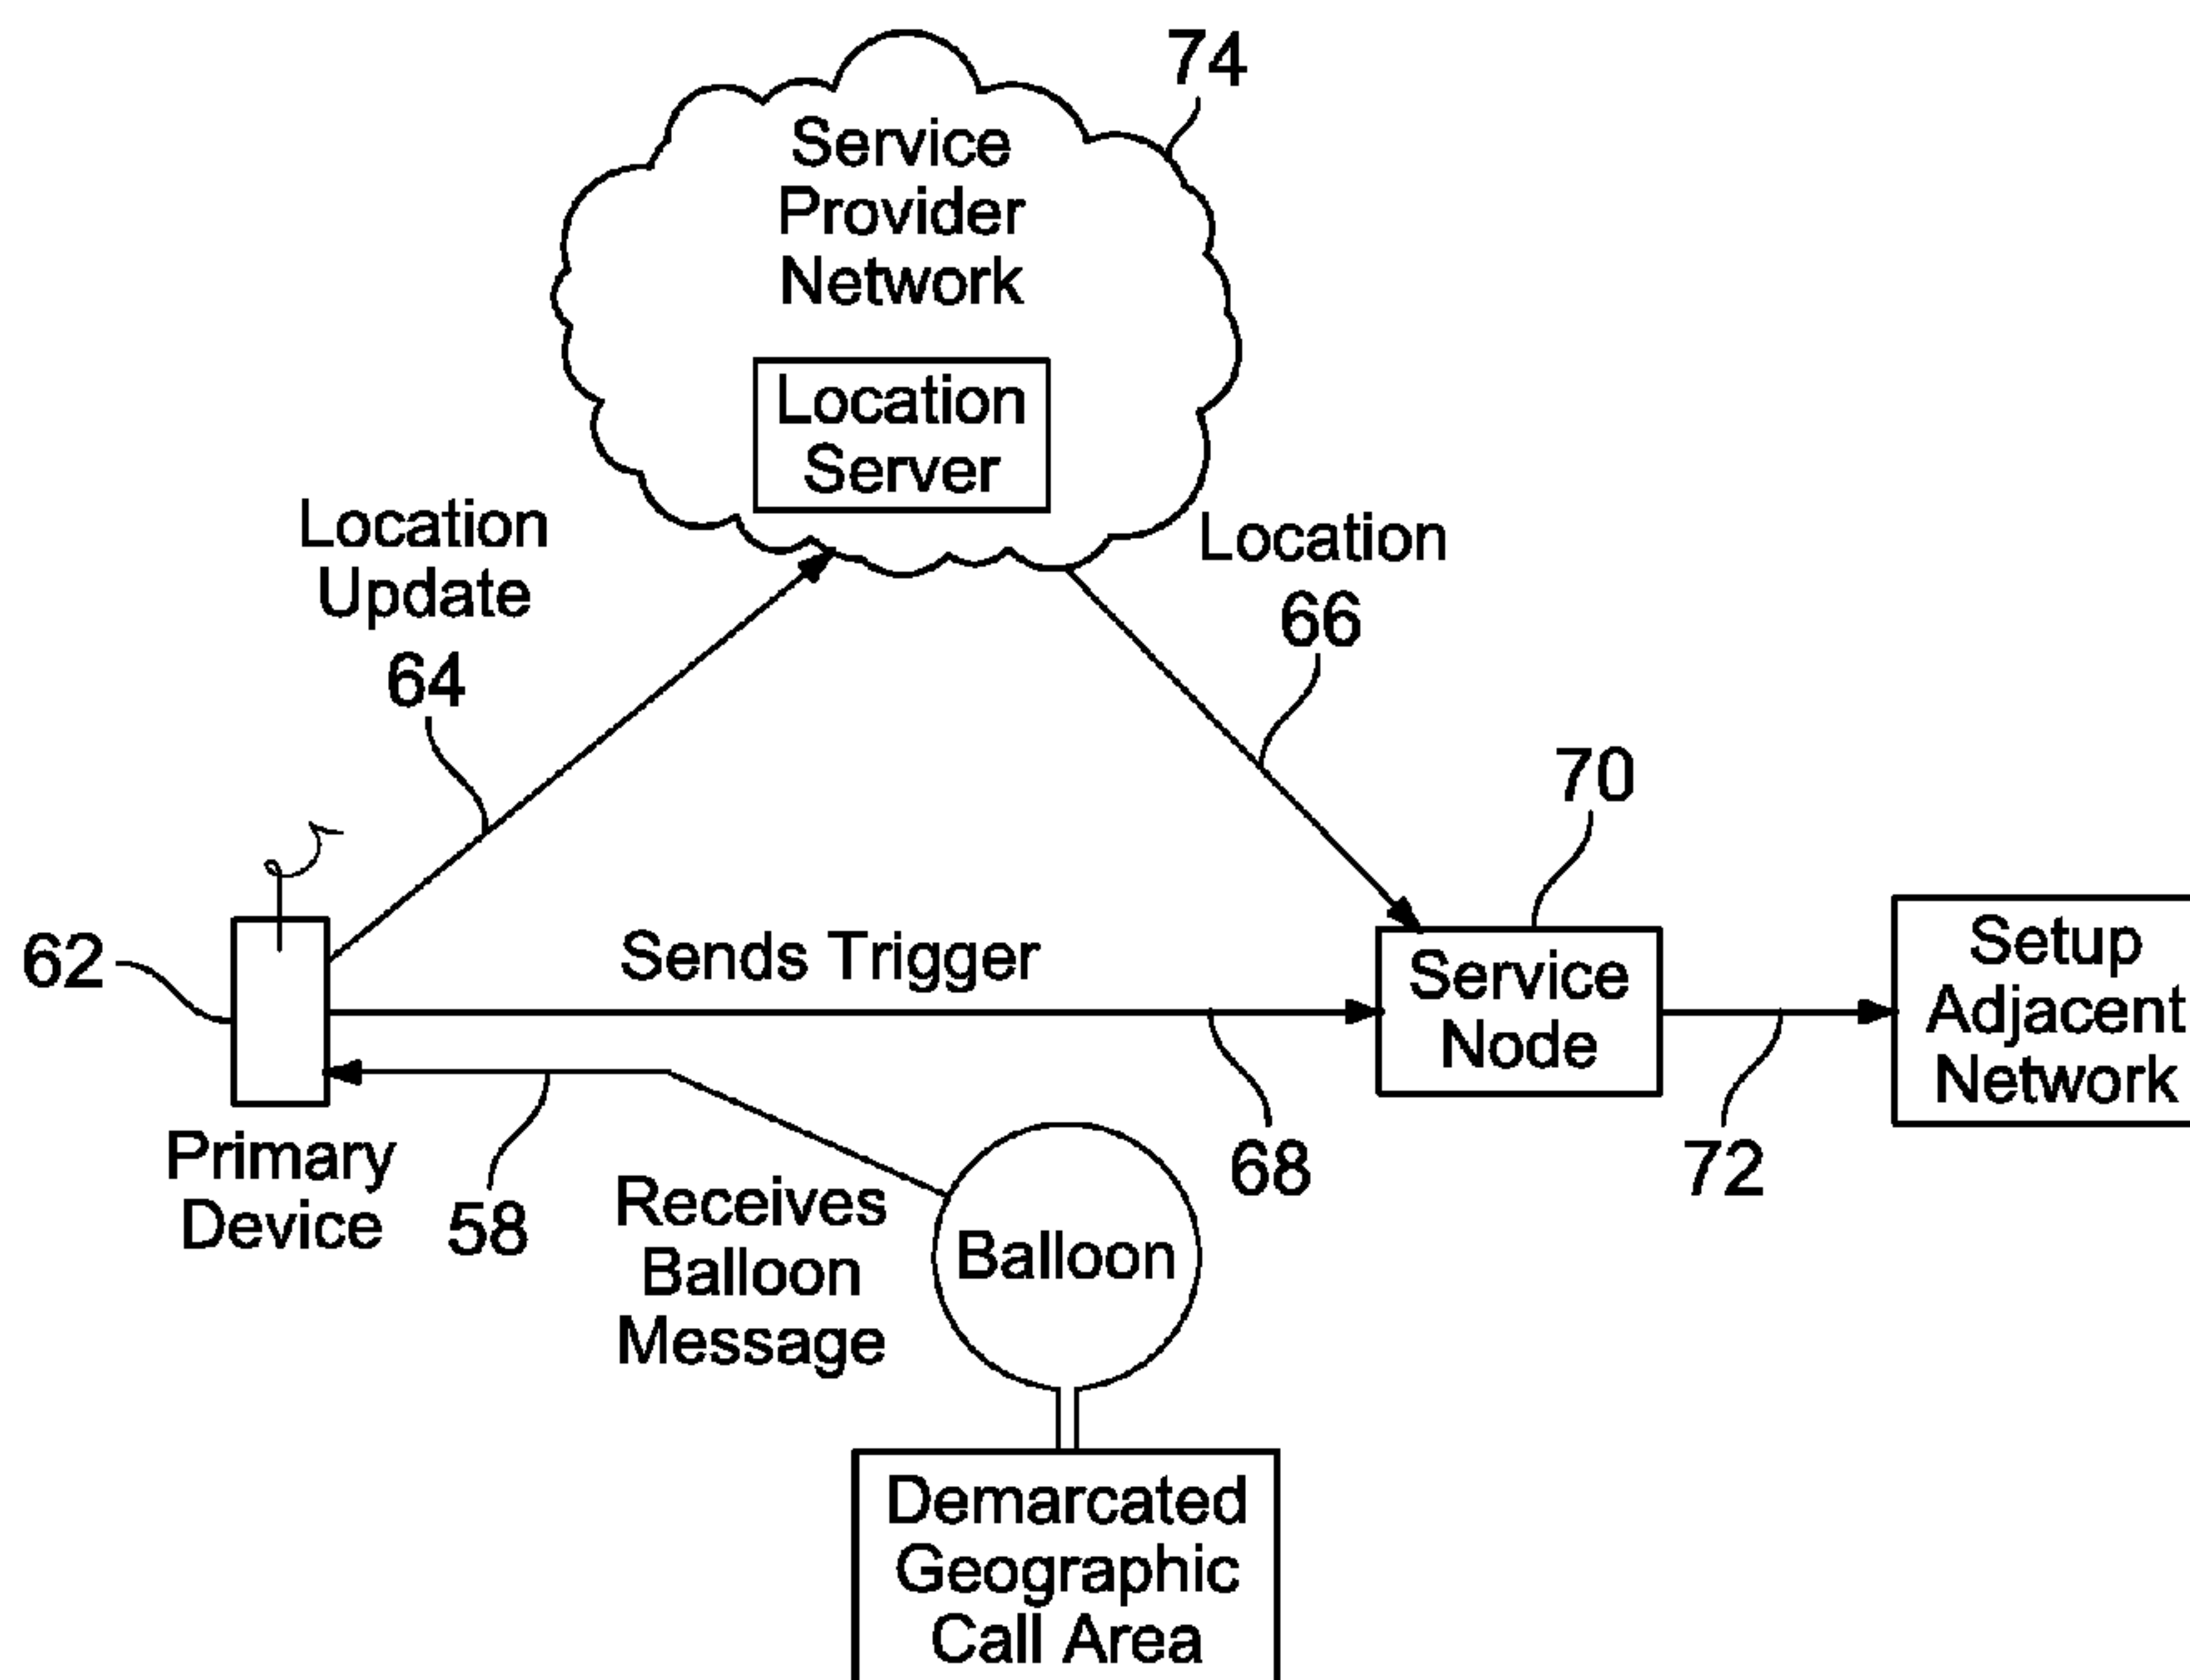 74
Service
Provider
Network
Location
Server
Location
Update
64
Location
66
70
62
Sends Trigger
Service
Node
Setup
Adjacent
Network
Primary
Device
58
Receives
Balloon
Message
Balloon
68
72
Demarcated
Geographic
Call Area